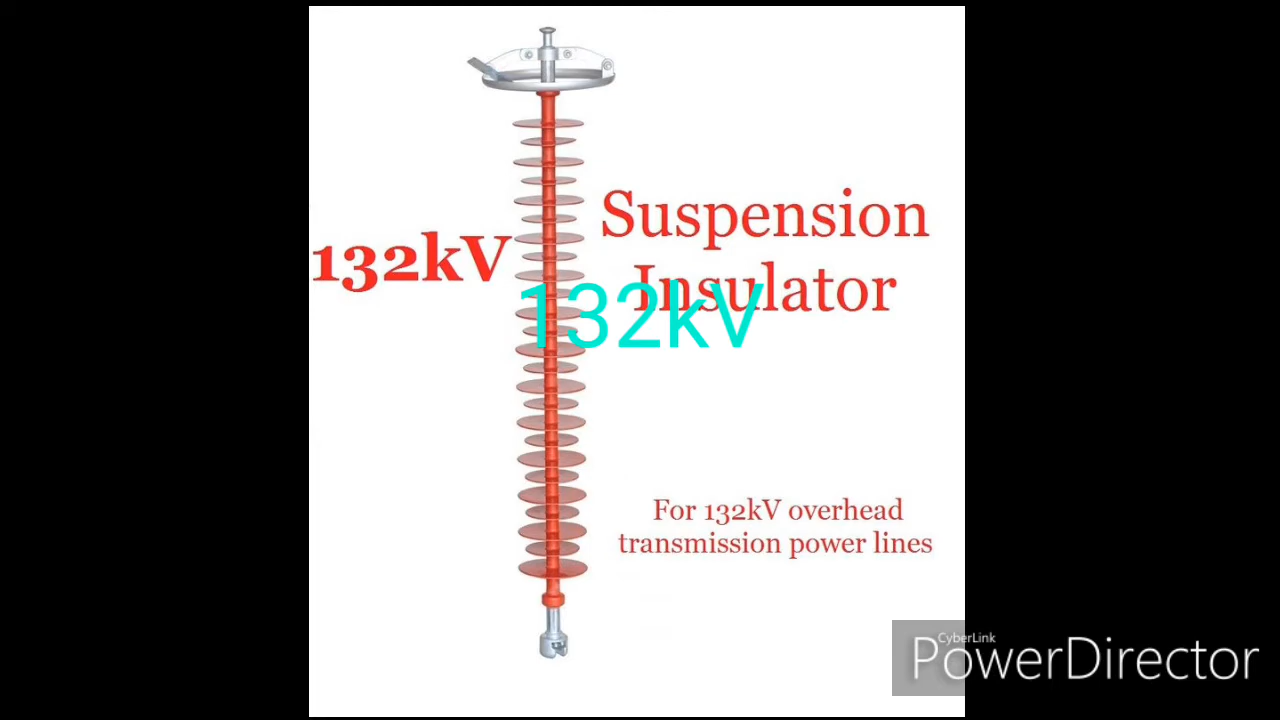 132kV
Suspension
Insulator
132kV
For 132kV overhead
transmission power lines
CyberLink
PowerDirector